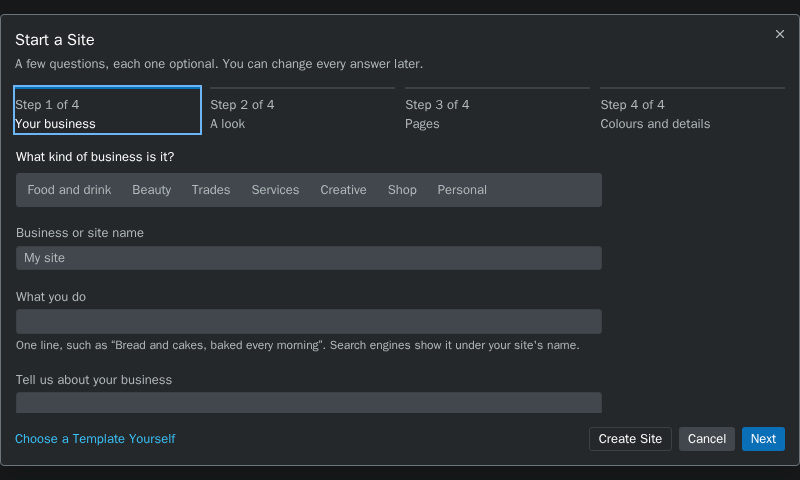 Start a Site
A few questions, each one optional. You can change every answer later.
Step 1 of 4
Your business
Step 2 of 4
A look
Step 3 of 4
Pages
Step 4 of 4
Colours and details
What kind of business is it?
Food and drink Beauty Trades Services Creative Shop Personal
Business or site name
My site
What you do
One line, such as “Bread and cakes, baked every morning”. Search engines show it under your site's name.
Tell us about your business
Choose a Template Yourself
Create Site
Cancel
Next